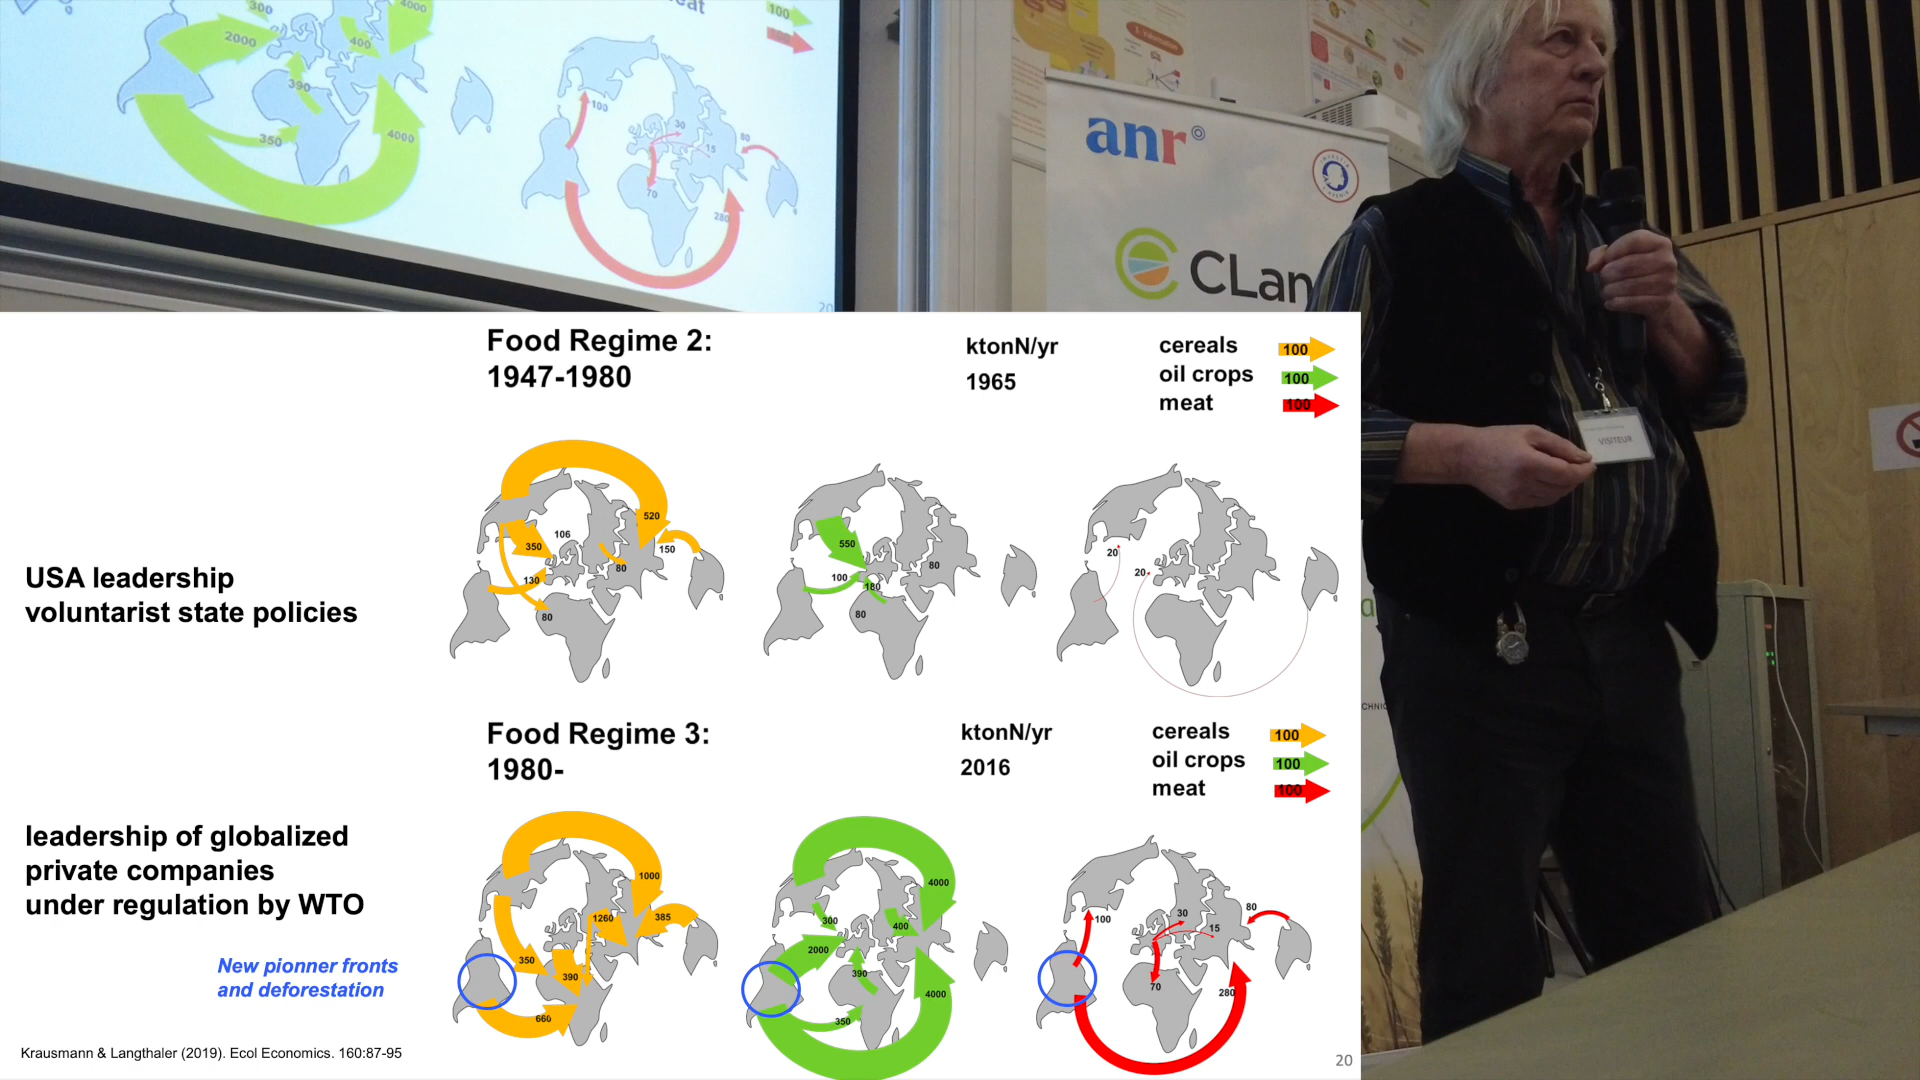 300
2000
400
4000
390
350
4000
eat
100
100
30
80
15
70
280
20
anr
CLan
VISITEUR
Food Regime 2:
1947-1980
ktonN/yr
1965
cereals
100
oil crops
100
meat
100
USA leadership
voluntarist state policies
520
106
350
150
80
130
80
550
80
100
180
80
20
20
Food Regime 3:
1980-
ktonN/yr
2016
cereals
100
oil crops
100
meat
100
leadership of globalized
private companies
under regulation by WTO
New pionner fronts
and deforestation
1000
1260
385
350
390
660
4000
300
400
2000
390
4000
350
100
30
80
15
70
280
Krausmann & Langthaler (2019). Ecol Economics. 160:87-95
20